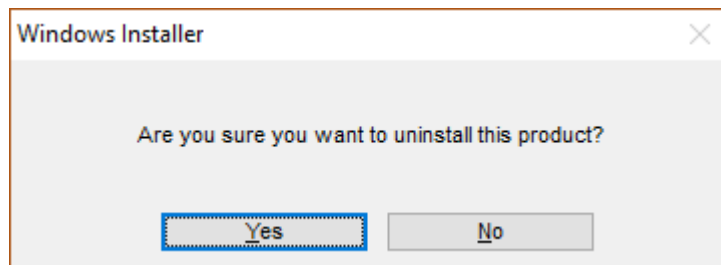 Windows Installer
Are you sure you want to uninstall this product?
Yes
No